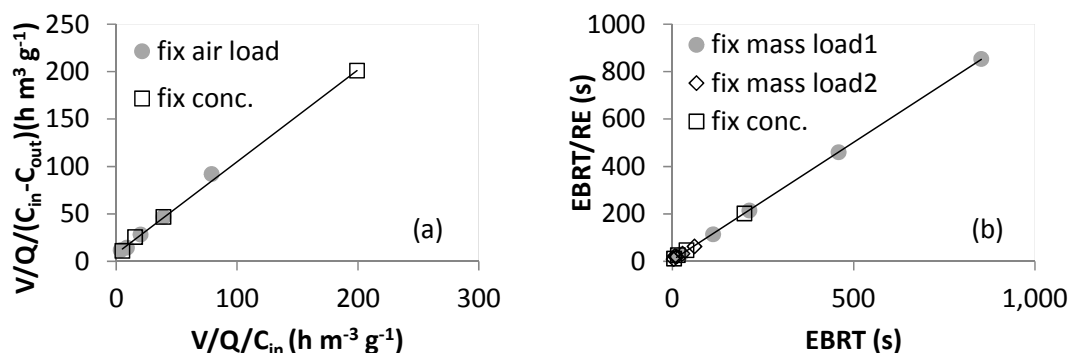 V/Q/(Cin-Cout)(h m³ g⁻¹)
250
200
150
100
50
0
fix air load
fix conc.
(a)
0 100 200 300
V/Q/Cin (h m⁻³ g⁻¹)
EBRT/RE (s)
1000
800
600
400
200
0
fix mass load1
fix mass load2
fix conc.
(b)
0 500 1,000
EBRT (s)